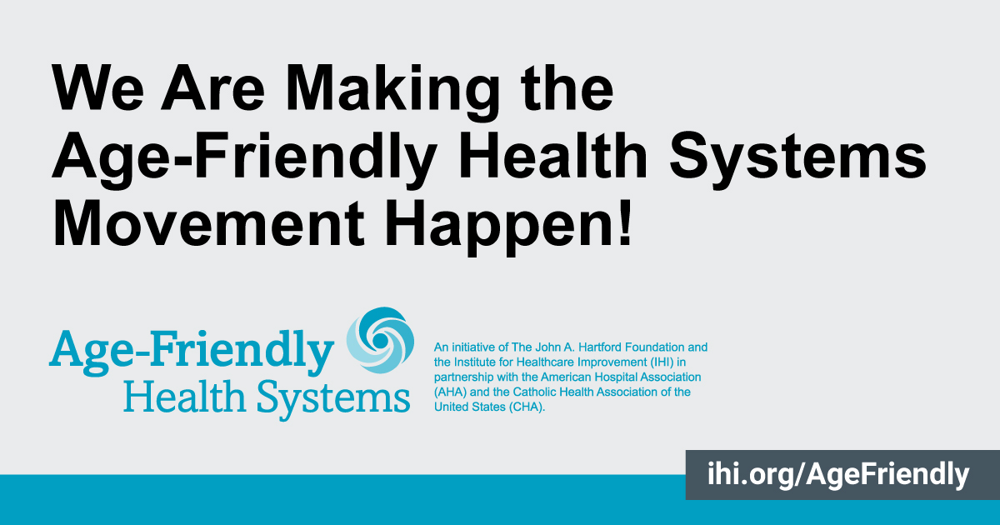 We Are Making the
Age-Friendly Health Systems
Movement Happen!
Age-Friendly
Health Systems
An initiative of The John A. Hartford Foundation and
the Institute for Healthcare Improvement (IHI) in
partnership with the American Hospital Association
(AHA) and the Catholic Health Association of the
United States (CHA).
ihi.org/AgeFriendly